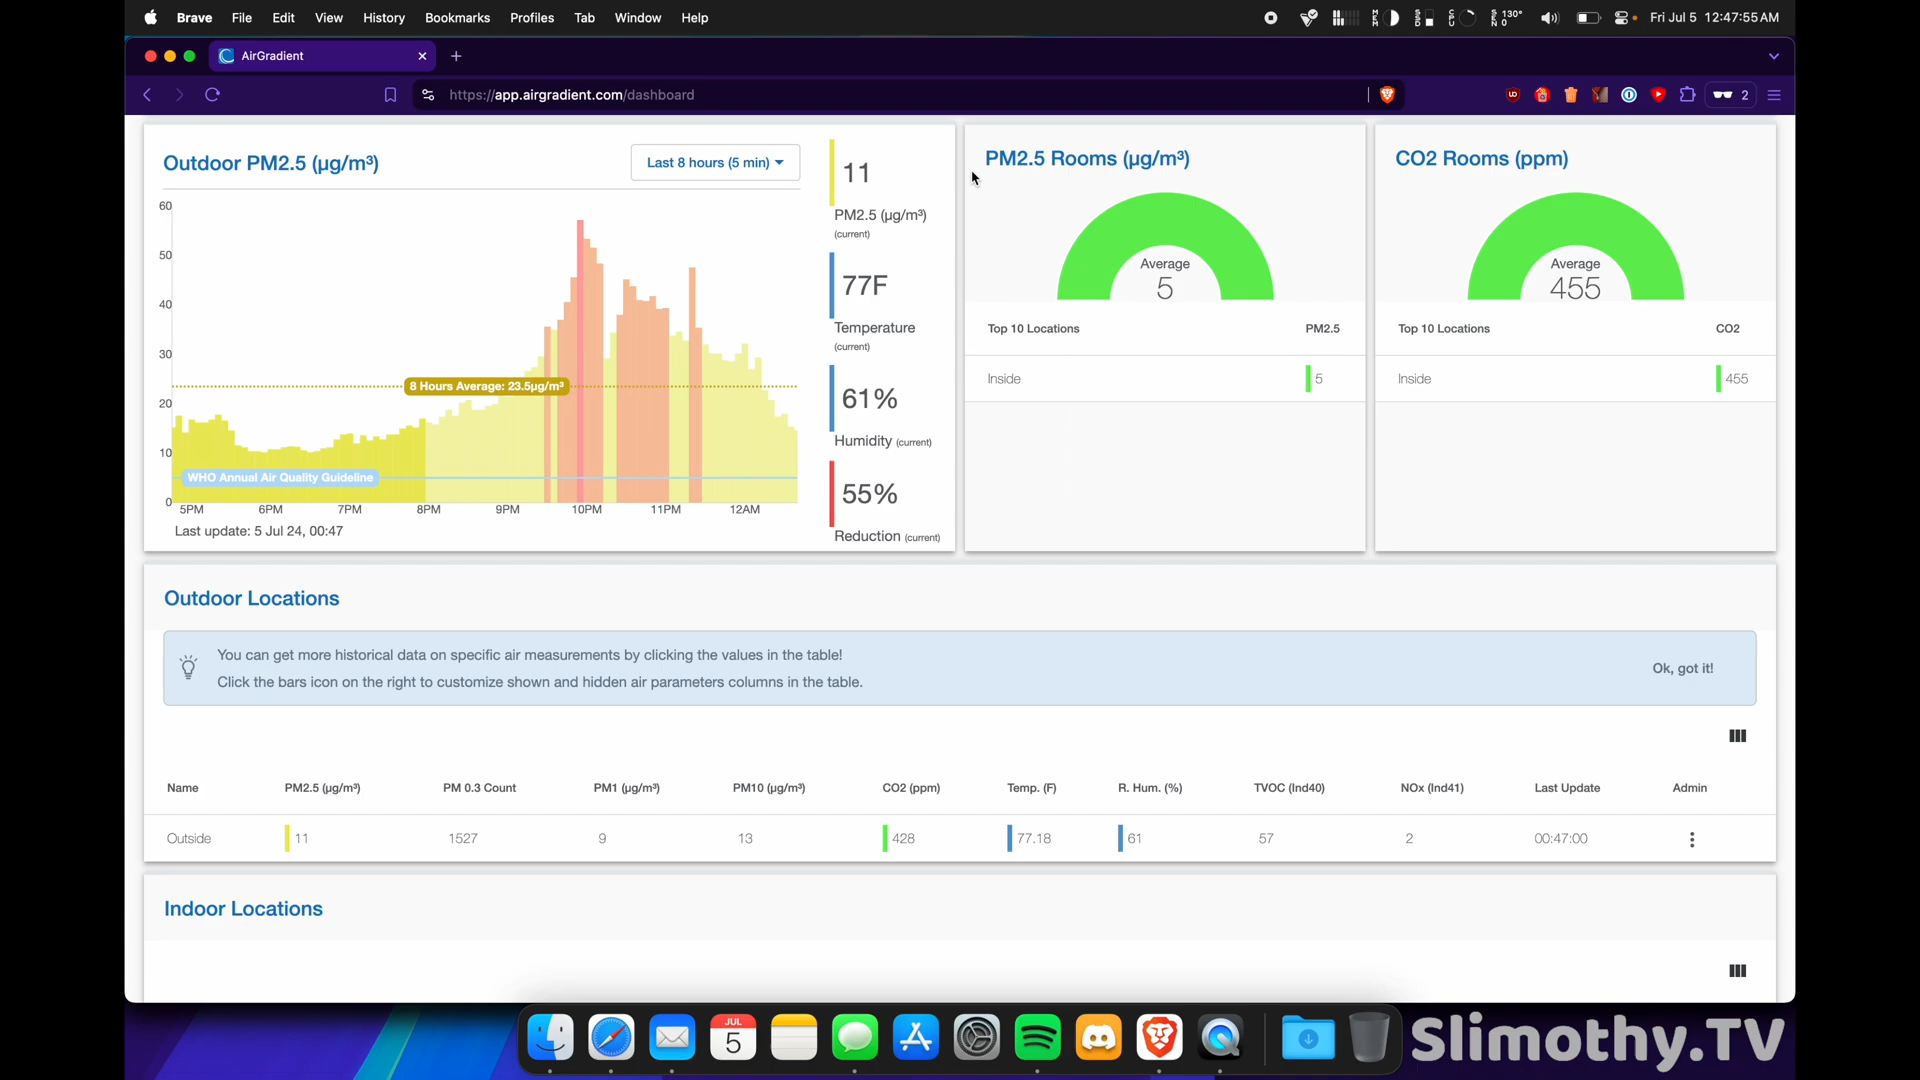 Brave File Edit View History Bookmarks Profiles Tab Window Help
130° Fri Jul 5 12:47:55 AM
AirGradient
https://app.airgradient.com/dashboard
2
Outdoor PM2.5 (μg/m³)
Last 8 hours (5 min)
60
50
40
30
20
10
0
8 Hours Average: 23.5μg/m³
WHO Annual Air Quality Guideline
5PM 6PM 7PM 8PM 9PM 10PM 11PM 12AM
Last update: 5 Jul 24, 00:47
11
PM2.5 (μg/m³)
(current)
77F
Temperature
(current)
61%
Humidity (current)
55%
Reduction (current)
PM2.5 Rooms (μg/m³)
Average
5
Top 10 Locations PM2.5
Inside 5
CO2 Rooms (ppm)
Average
455
Top 10 Locations CO2
Inside 455
Outdoor Locations
You can get more historical data on specific air measurements by clicking the values in the table!
Click the bars icon on the right to customize shown and hidden air parameters columns in the table.
Ok, got it!
Name PM2.5 (μg/m³) PM 0.3 Count PM1 (μg/m³) PM10 (μg/m³) CO2 (ppm) Temp. (F) R. Hum. (%) TVOC (Ind40) NOx (Ind41) Last Update Admin
Outside 11 1527 9 13 428 77.18 61 57 2 00:47:00
Indoor Locations
JUL
5
Slimothy.TV